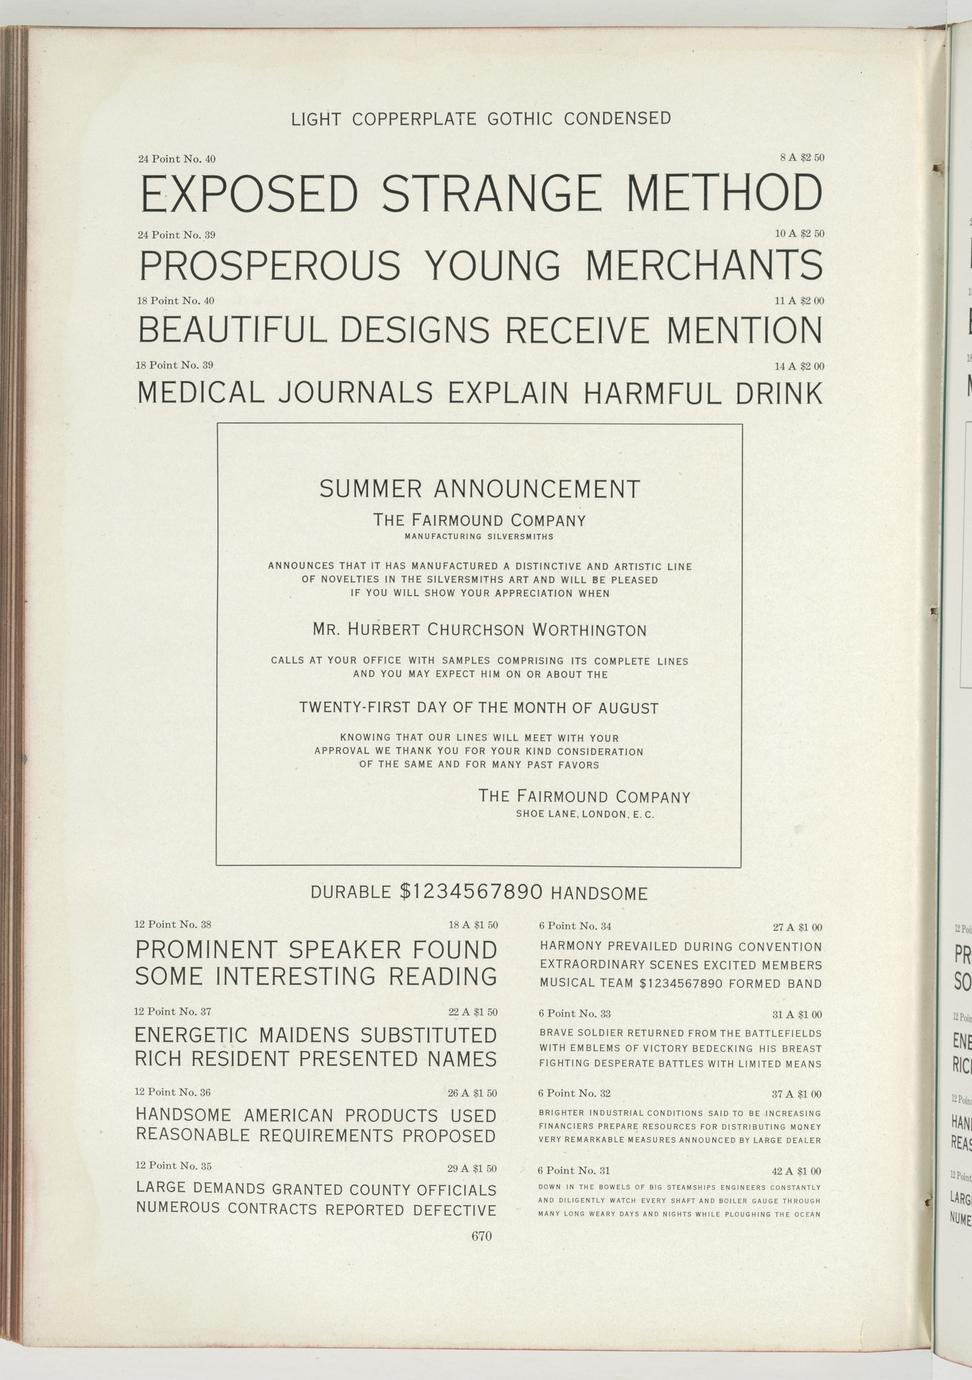 LIGHT COPPERPLATE GOTHIC CONDENSED
24 Point No. 40 8 A $2 50
EXPOSED STRANGE METHOD
24 Point No. 39 10 A $2 50
PROSPEROUS YOUNG MERCHANTS
18 Point No. 40 11 A $2 00
BEAUTIFUL DESIGNS RECEIVE MENTION
18 Point No. 39 14 A $2 00
MEDICAL JOURNALS EXPLAIN HARMFUL DRINK
SUMMER ANNOUNCEMENT
THE FAIRMOUND COMPANY
MANUFACTURING SILVERSMITHS
ANNOUNCES THAT IT HAS MANUFACTURED A DISTINCTIVE AND ARTISTIC LINE
OF NOVELTIES IN THE SILVERSMITHS ART AND WILL BE PLEASED
IF YOU WILL SHOW YOUR APPRECIATION WHEN
MR. HURBERT CHURCHSON WORTHINGTON
CALLS AT YOUR OFFICE WITH SAMPLES COMPRISING ITS COMPLETE LINES
AND YOU MAY EXPECT HIM ON OR ABOUT THE
TWENTY-FIRST DAY OF THE MONTH OF AUGUST
KNOWING THAT OUR LINES WILL MEET WITH YOUR
APPROVAL WE THANK YOU FOR YOUR KIND CONSIDERATION
OF THE SAME AND FOR MANY PAST FAVORS
THE FAIRMOUND COMPANY
SHOE LANE, LONDON, E. C.
DURABLE $1234567890 HANDSOME
12 Point No. 38 18 A $1 50
PROMINENT SPEAKER FOUND
SOME INTERESTING READING
12 Point No. 37 22 A $1 50
ENERGETIC MAIDENS SUBSTITUTED
RICH RESIDENT PRESENTED NAMES
12 Point No. 36 26 A $1 50
HANDSOME AMERICAN PRODUCTS USED
REASONABLE REQUIREMENTS PROPOSED
12 Point No. 35 29 A $1 50
LARGE DEMANDS GRANTED COUNTY OFFICIALS
NUMEROUS CONTRACTS REPORTED DEFECTIVE
6 Point No. 34 27 A $1 00
HARMONY PREVAILED DURING CONVENTION
EXTRAORDINARY SCENES EXCITED MEMBERS
MUSICAL TEAM $1234567890 FORMED BAND
6 Point No. 33 31 A $1 00
BRAVE SOLDIER RETURNED FROM THE BATTLEFIELDS
WITH EMBLEMS OF VICTORY BEDECKING HIS BREAST
FIGHTING DESPERATE BATTLES WITH LIMITED MEANS
6 Point No. 32 37 A $1 00
BRIGHTER INDUSTRIAL CONDITIONS SAID TO BE INCREASING
FINANCIERS PREPARE RESOURCES FOR DISTRIBUTING MONEY
VERY REMARKABLE MEASURES ANNOUNCED BY LARGE DEALER
6 Point No. 31 42 A $1 00
DOWN IN THE BOWELS OF BIG STEAMSHIPS ENGINEERS CONSTANTLY
AND DILIGENTLY WATCH EVERY SHAFT AND BOILER GAUGE THROUGH
MANY LONG WEARY DAYS AND NIGHTS WHILE PLOUGHING THE OCEAN
670